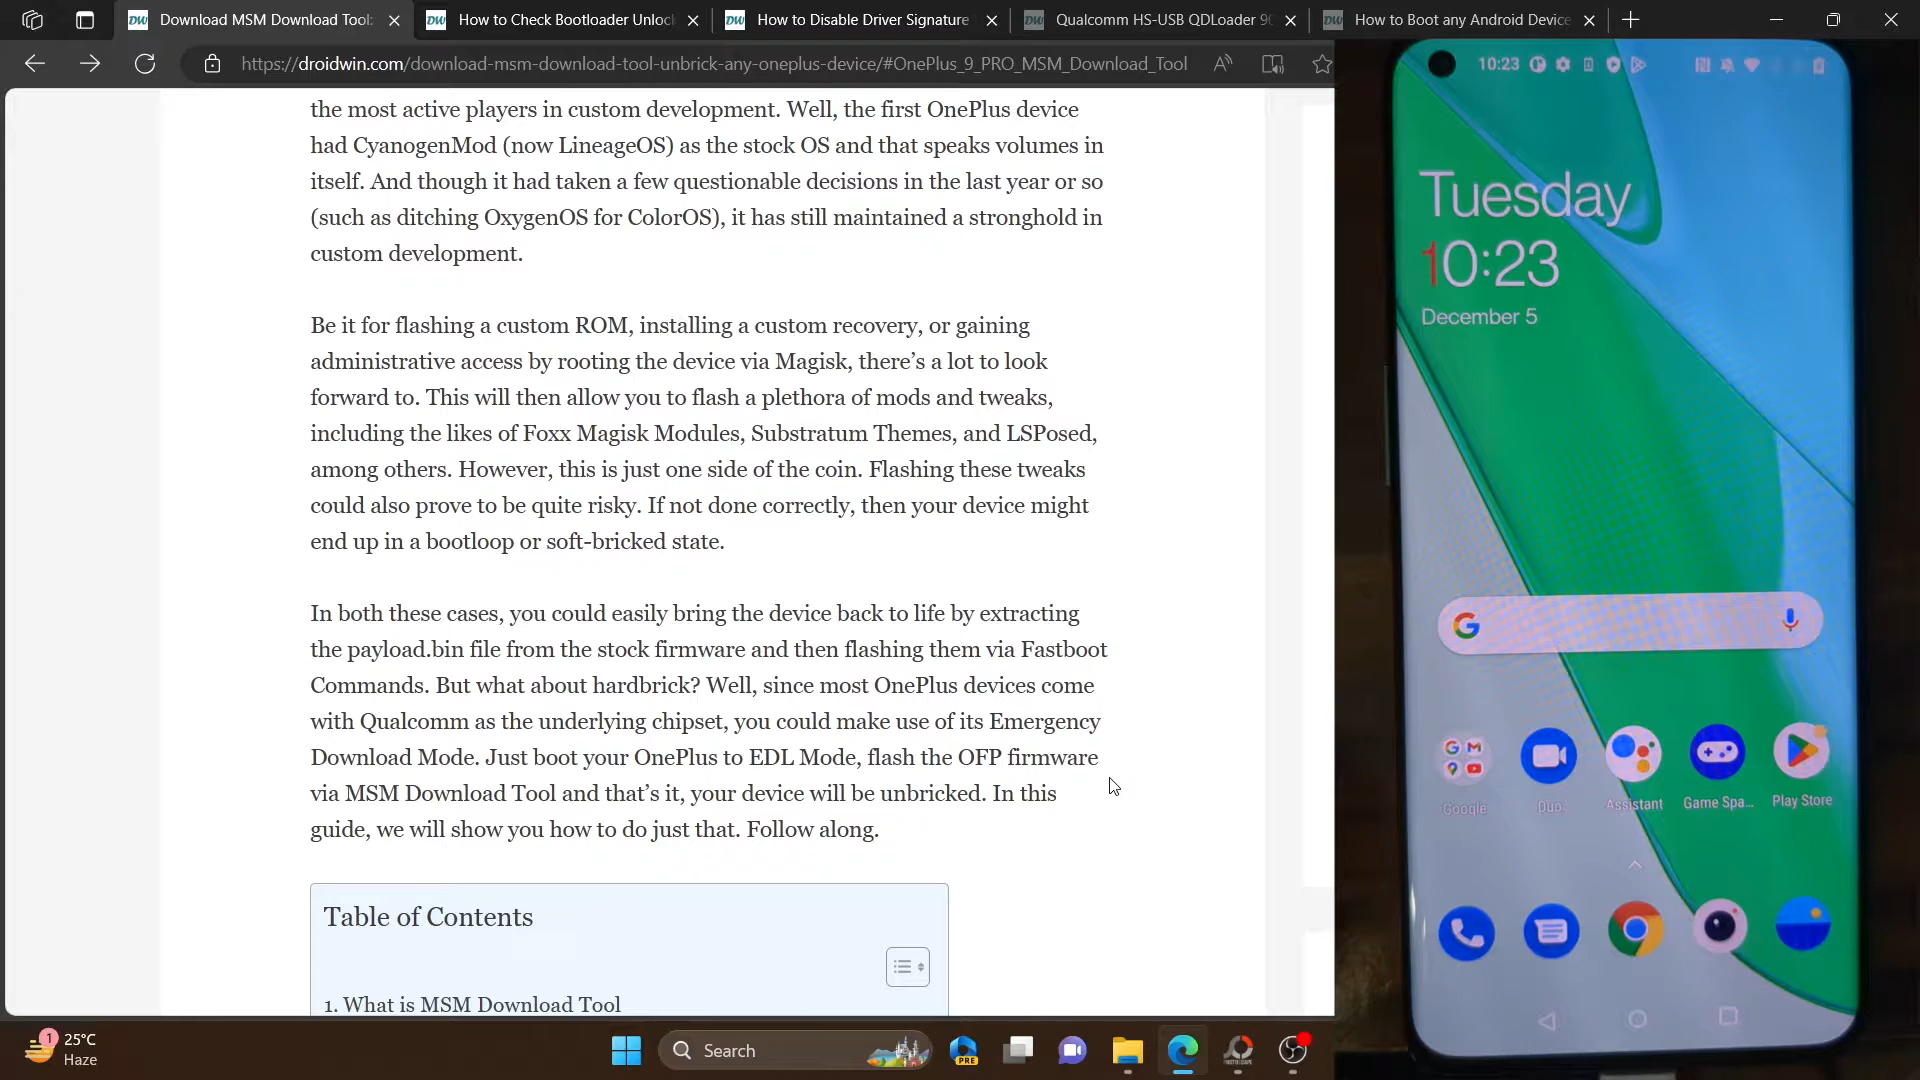 Download MSM Download Tool:
How to Check Bootloader Unlock
How to Disable Driver Signature
Qualcomm HS-USB QDLoader 90
How to Boot any Android Device
https://droidwin.com/download-msm-download-tool-unbrick-any-oneplus-device/#OnePlus_9_PRO_MSM_Download_Tool
the most active players in custom development. Well, the first OnePlus device
had CyanogenMod (now LineageOS) as the stock OS and that speaks volumes in
itself. And though it had taken a few questionable decisions in the last year or so
(such as ditching OxygenOS for ColorOS), it has still maintained a stronghold in
custom development.
Be it for flashing a custom ROM, installing a custom recovery, or gaining
administrative access by rooting the device via Magisk, there’s a lot to look
forward to. This will then allow you to flash a plethora of mods and tweaks,
including the likes of Foxx Magisk Modules, Substratum Themes, and LSPosed,
among others. However, this is just one side of the coin. Flashing these tweaks
could also prove to be quite risky. If not done correctly, then your device might
end up in a bootloop or soft-bricked state.
In both these cases, you could easily bring the device back to life by extracting
the payload.bin file from the stock firmware and then flashing them via Fastboot
Commands. But what about hardbrick? Well, since most OnePlus devices come
with Qualcomm as the underlying chipset, you could make use of its Emergency
Download Mode. Just boot your OnePlus to EDL Mode, flash the OFP firmware
via MSM Download Tool and that’s it, your device will be unbricked. In this
guide, we will show you how to do just that. Follow along.
Table of Contents
1. What is MSM Download Tool
10:23
Tuesday
10:23
December 5
Google
Duo
Assistant
Game Spa...
Play Store
1
25°C
Haze
Search
PRE